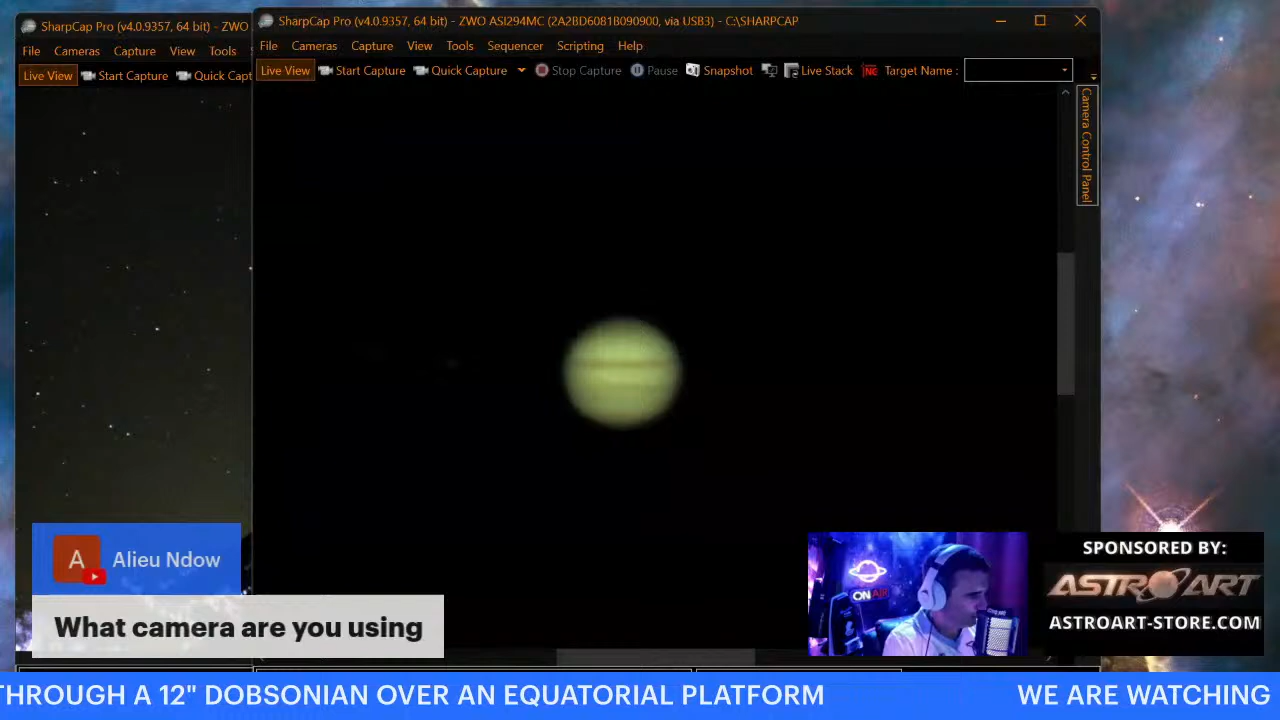 SharpCap Pro (v4.0.9357, 64 bit) - ZWO
File Cameras Capture View Tools
Live View Start Capture Quick Capt
SharpCap Pro (v4.0.9357, 64 bit) - ZWO ASI294MC (2A2BD6081B090900, via USB3) - C:\SHARPCAP
File Cameras Capture View Tools Sequencer Scripting Help
Live View Start Capture Quick Capture Stop Capture Pause Snapshot Live Stack Target Name :
Camera Control Panel
A Alieu Ndow
What camera are you using
ON AIR
SPONSORED BY:
ASTROART
ASTROART-STORE.COM
THROUGH A 12" DOBSONIAN OVER AN EQUATORIAL PLATFORM WE ARE WATCHING